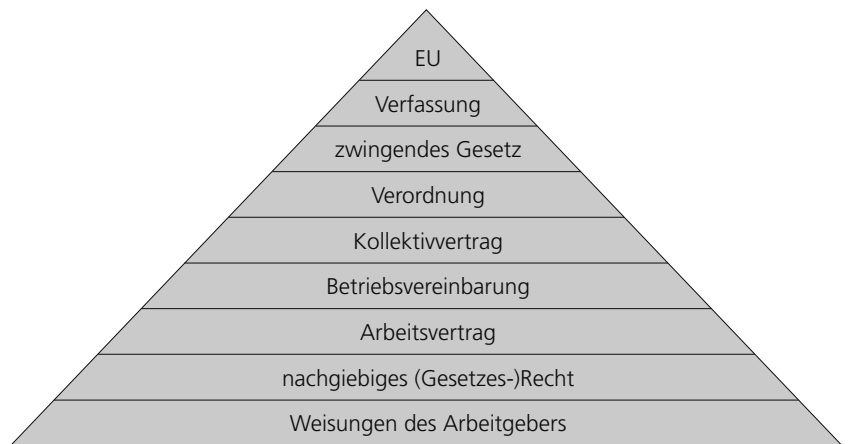 EU
Verfassung
zwingendes Gesetz
Verordnung
Kollektivvertrag
Betriebsvereinbarung
Arbeitsvertrag
nachgiebiges (Gesetzes-)Recht
Weisungen des Arbeitgebers